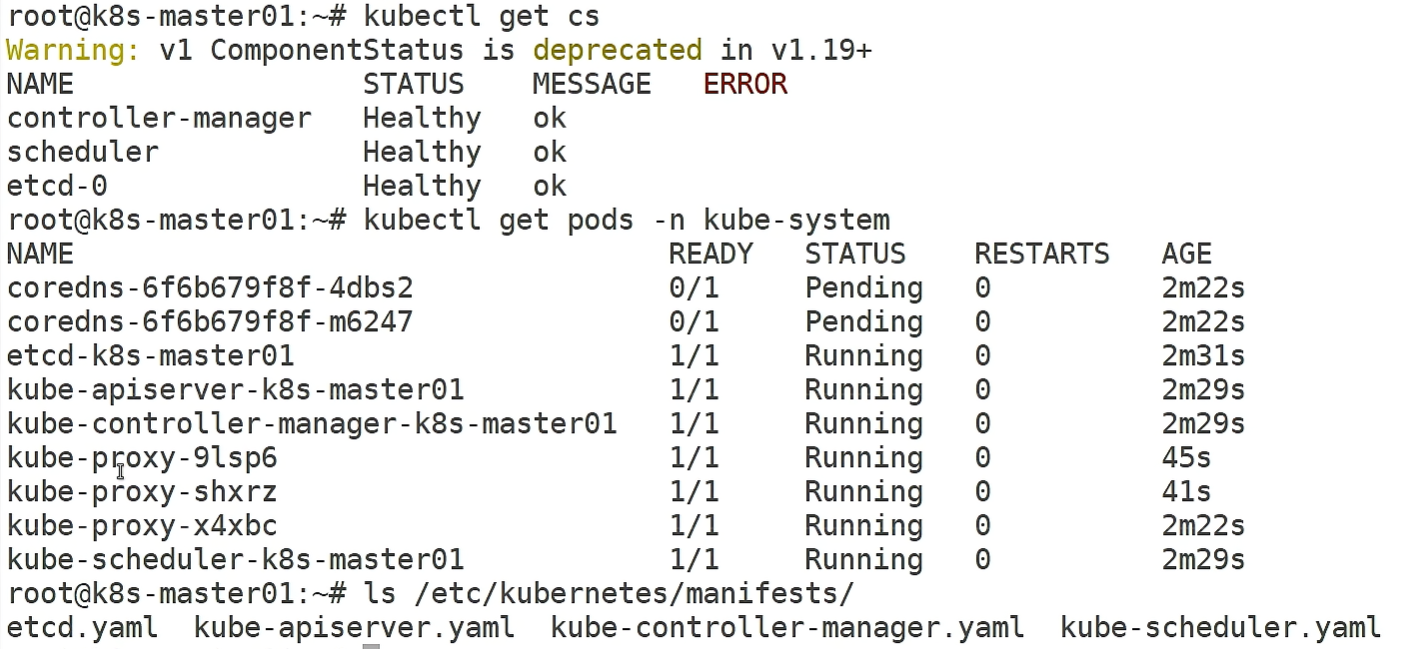 root@k8s-master01:~# kubectl get cs
Warning: v1 ComponentStatus is deprecated in v1.19+
NAME                 STATUS    MESSAGE   ERROR
controller-manager   Healthy   ok
scheduler            Healthy   ok
etcd-0               Healthy   ok
root@k8s-master01:~# kubectl get pods -n kube-system
NAME                                   READY   STATUS    RESTARTS   AGE
coredns-6f6b679f8f-4dbs2               0/1     Pending   0          2m22s
coredns-6f6b679f8f-m6247               0/1     Pending   0          2m22s
etcd-k8s-master01                      1/1     Running   0          2m31s
kube-apiserver-k8s-master01            1/1     Running   0          2m29s
kube-controller-manager-k8s-master01   1/1     Running   0          2m29s
kube-proxy-9lsp6                       1/1     Running   0          45s
kube-proxy-shxrz                       1/1     Running   0          41s
kube-proxy-x4xbc                       1/1     Running   0          2m22s
kube-scheduler-k8s-master01            1/1     Running   0          2m29s
root@k8s-master01:~# ls /etc/kubernetes/manifests/
etcd.yaml  kube-apiserver.yaml  kube-controller-manager.yaml  kube-scheduler.yaml